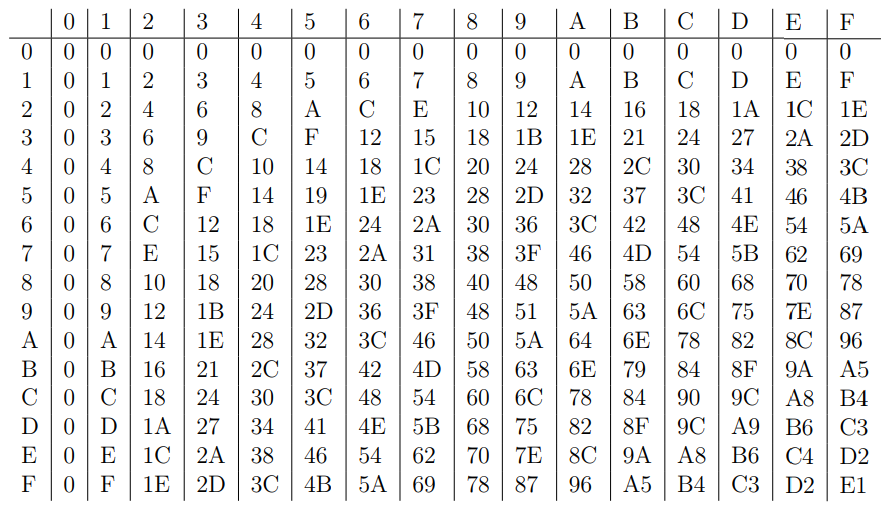 0 1 2 3 4 5 6 7 8 9 A B C D E F
0 0 0 0 0 0 0 0 0 0 0 0 0 0 0 0 0
1 0 1 2 3 4 5 6 7 8 9 A B C D E F
2 0 2 4 6 8 A C E 10 12 14 16 18 1A 1C 1E
3 0 3 6 9 C F 12 15 18 1B 1E 21 24 27 2A 2D
4 0 4 8 C 10 14 18 1C 20 24 28 2C 30 34 38 3C
5 0 5 A F 14 19 1E 23 28 2D 32 37 3C 41 46 4B
6 0 6 C 12 18 1E 24 2A 30 36 3C 42 48 4E 54 5A
7 0 7 E 15 1C 23 2A 31 38 3F 46 4D 54 5B 62 69
8 0 8 10 18 20 28 30 38 40 48 50 58 60 68 70 78
9 0 9 12 1B 24 2D 36 3F 48 51 5A 63 6C 75 7E 87
A 0 A 14 1E 28 32 3C 46 50 5A 64 6E 78 82 8C 96
B 0 B 16 21 2C 37 42 4D 58 63 6E 79 84 8F 9A A5
C 0 C 18 24 30 3C 48 54 60 6C 78 84 90 9C A8 B4
D 0 D 1A 27 34 41 4E 5B 68 75 82 8F 9C A9 B6 C3
E 0 E 1C 2A 38 46 54 62 70 7E 8C 9A A8 B6 C4 D2
F 0 F 1E 2D 3C 4B 5A 69 78 87 96 A5 B4 C3 D2 E1